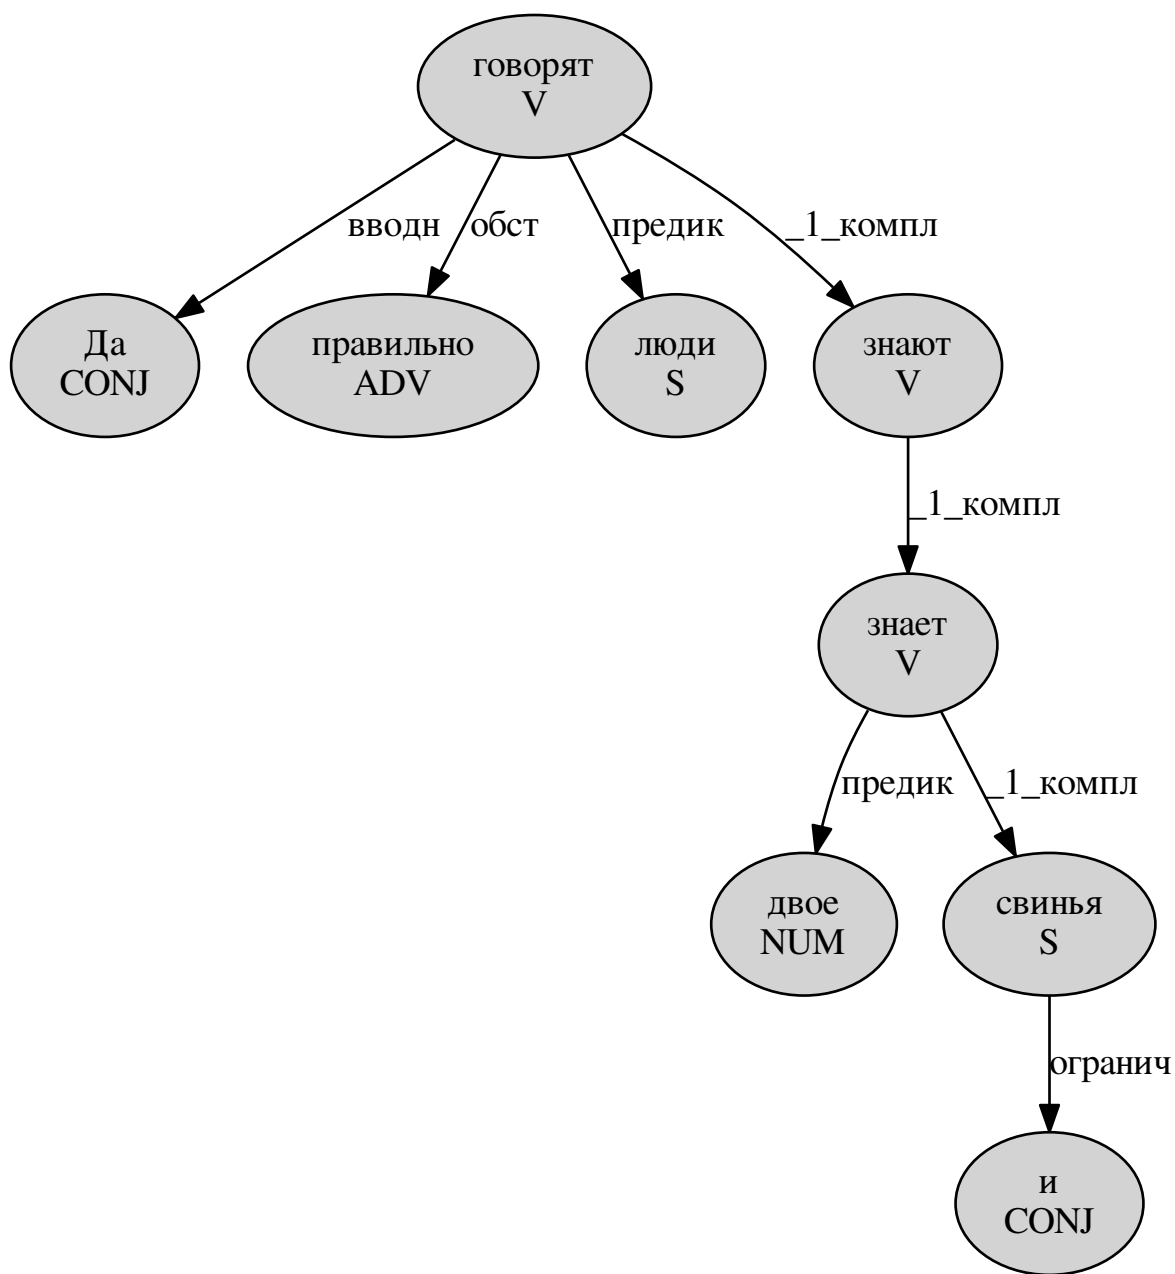 говорят
V
вводн
обст
предик
_1_компл
Да
CONJ
правильно
ADV
люди
S
знают
V
_1_компл
знает
V
предик
_1_компл
двое
NUM
свинья
S
огранич
и
CONJ